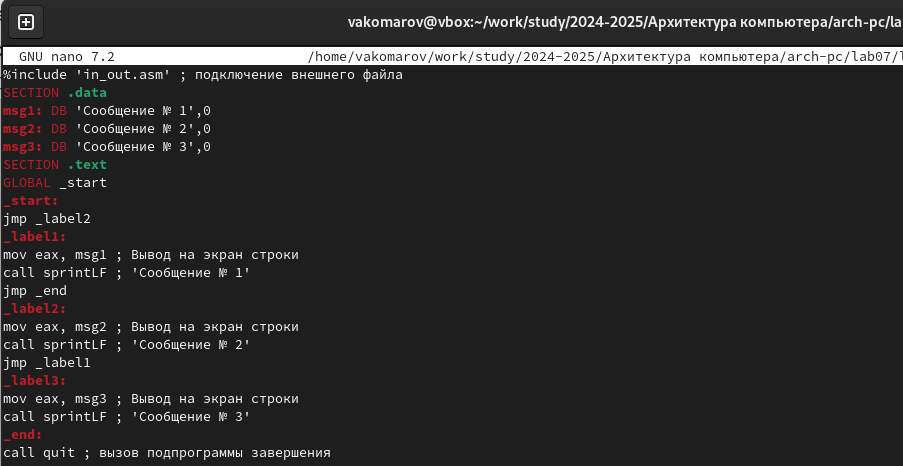 vakomarov@vbox:~/work/study/2024-2025/Архитектура компьютера/arch-pc/la
GNU nano 7.2 /home/vakomarov/work/study/2024-2025/Архитектура компьютера/arch-pc/lab07/
%include 'in_out.asm' ; подключение внешнего файла
SECTION .data
msg1: DB 'Сообщение № 1',0
msg2: DB 'Сообщение № 2',0
msg3: DB 'Сообщение № 3',0
SECTION .text
GLOBAL _start
_start:
jmp _label2
_label1:
mov eax, msg1 ; Вывод на экран строки
call sprintLF ; 'Сообщение № 1'
jmp _end
_label2:
mov eax, msg2 ; Вывод на экран строки
call sprintLF ; 'Сообщение № 2'
jmp _label1
_label3:
mov eax, msg3 ; Вывод на экран строки
call sprintLF ; 'Сообщение № 3'
_end:
call quit ; вызов подпрограммы завершения